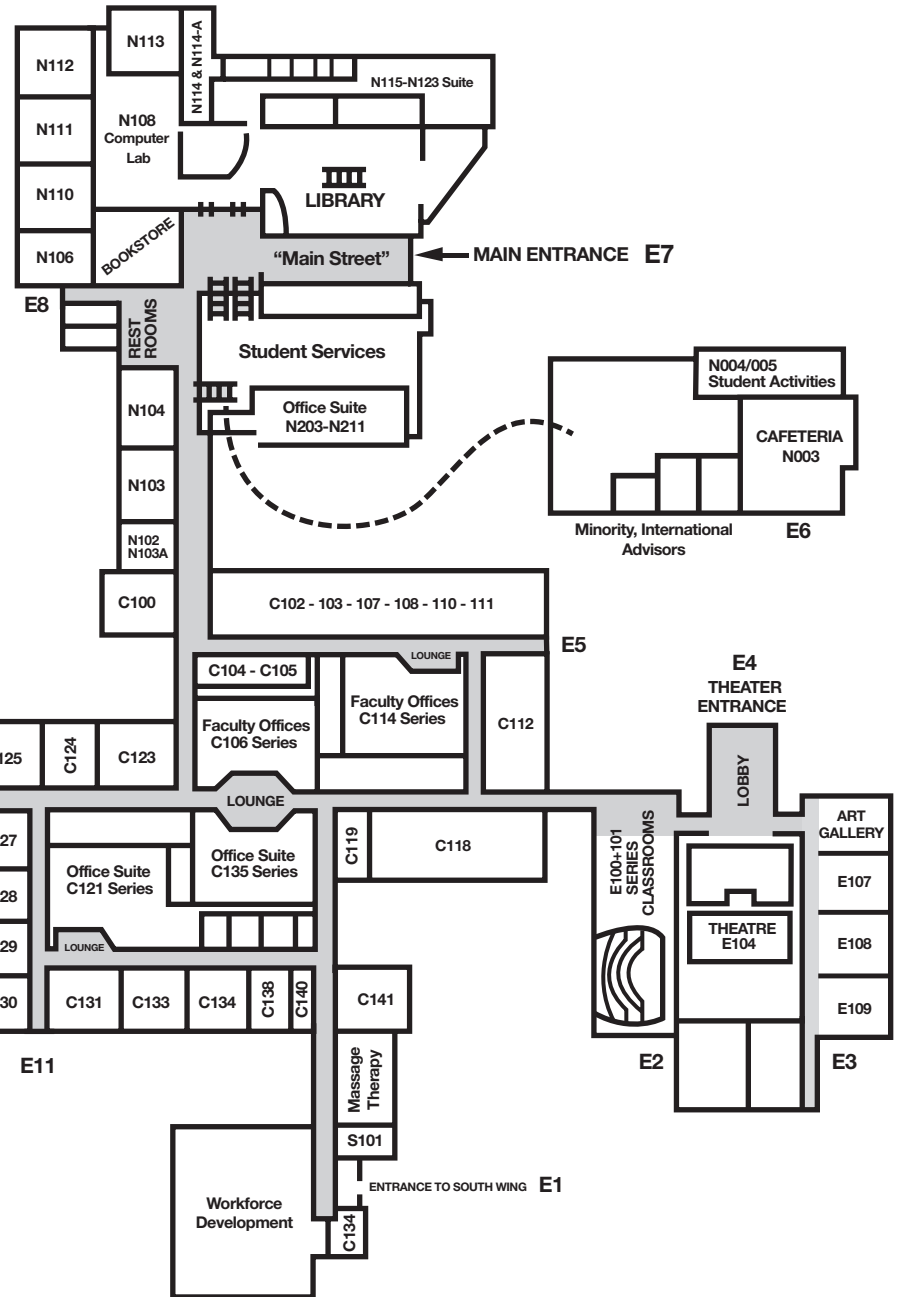 N112
N113
N114 & N114-A
N115-N123 Suite
N111
N108
Computer
Lab
N110
LIBRARY
N106
BOOKSTORE
“Main Street”
MAIN ENTRANCE E7
E8
REST
ROOMS
Student Services
N104
Office Suite
N203-N211
N004/005
Student Activities
CAFETERIA
N003
N103
Minority, International
Advisors
E6
N102
N103A
C100
C102 - 103 - 107 - 108 - 110 - 111
E5
LOUNGE
C104 - C105
Faculty Offices
C114 Series
Faculty Offices
C106 Series
C112
E4
THEATER
ENTRANCE
125
C124
C123
LOBBY
LOUNGE
27
C119
C118
E100+101
SERIES
CLASSROOMS
ART
GALLERY
Office Suite
C135 Series
Office Suite
C121 Series
28
E107
THEATRE
E104
29
LOUNGE
E108
30
C131
C133
C134
C138
C140
C141
E109
E11
Massage
Therapy
E2
E3
S101
ENTRANCE TO SOUTH WING E1
Workforce
Development
C134